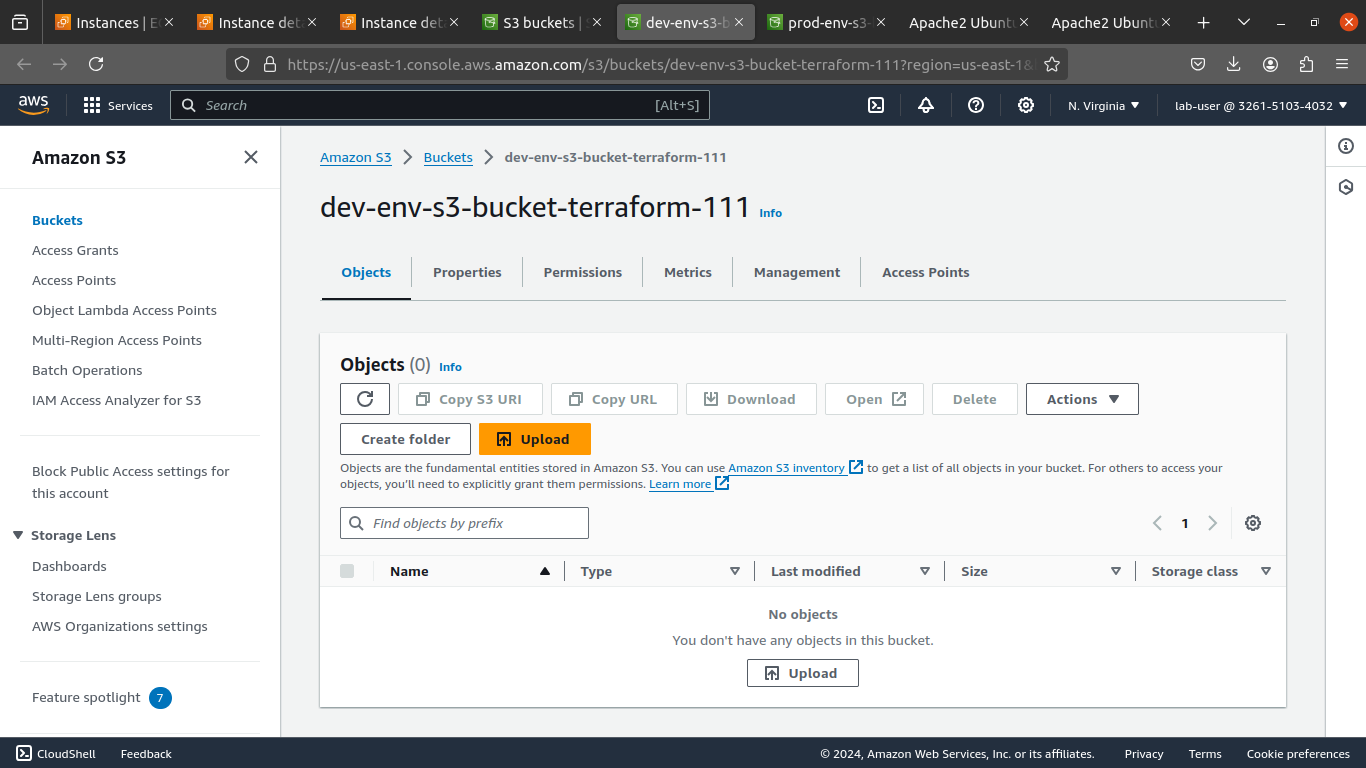 Instances | E
Instance det
Instance det
S3 buckets |
dev-env-s3-b
prod-env-s3-
Apache2 Ubunt
Apache2 Ubunt
https://us-east-1.console.aws.amazon.com/s3/buckets/dev-env-s3-bucket-terraform-111?region=us-east-1&
aws
Services
Search
[Alt+S]
N. Virginia
lab-user @ 3261-5103-4032
Amazon S3
Buckets
Access Grants
Access Points
Object Lambda Access Points
Multi-Region Access Points
Batch Operations
IAM Access Analyzer for S3
Block Public Access settings for
this account
Storage Lens
Dashboards
Storage Lens groups
AWS Organizations settings
Feature spotlight 7
Amazon S3 Buckets dev-env-s3-bucket-terraform-111
dev-env-s3-bucket-terraform-111 Info
Objects
Properties
Permissions
Metrics
Management
Access Points
Objects (0) Info
Copy S3 URI
Copy URL
Download
Open
Delete
Actions
Create folder
Upload
Objects are the fundamental entities stored in Amazon S3. You can use Amazon S3 inventory to get a list of all objects in your bucket. For others to access your
objects, you'll need to explicitly grant them permissions. Learn more
Find objects by prefix
1
Name
Type
Last modified
Size
Storage class
No objects
You don't have any objects in this bucket.
Upload
CloudShell
Feedback
© 2024, Amazon Web Services, Inc. or its affiliates.
Privacy
Terms
Cookie preferences